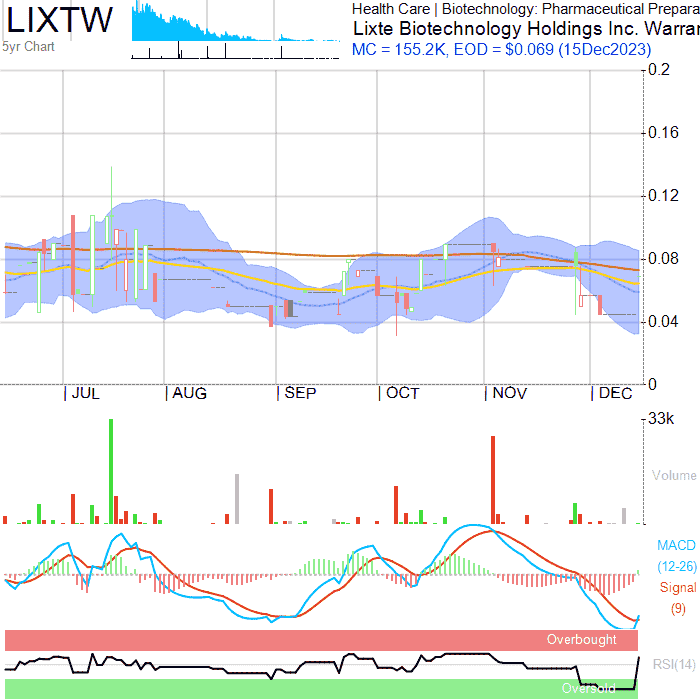 LIXTW
5yr Chart
Health Care | Biotechnology: Pharmaceutical Prepara
Lixte Biotechnology Holdings Inc. Warran
MC = 155.2K, EOD = $0.069 (15Dec2023)
0.2
0.16
0.12
0.08
0.04
0
JUL AUG SEP OCT NOV DEC
33k
Volume
MACD
(12-26)
Signal
(9)
Overbought
RSI(14)
Oversold